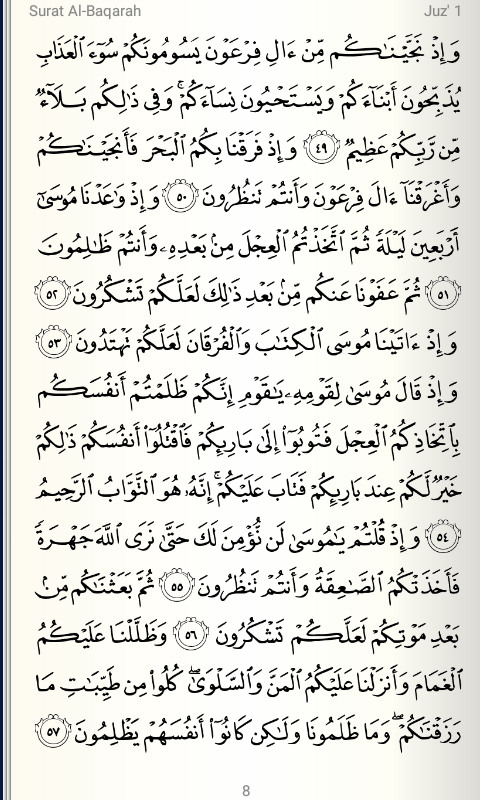 Surat Al-Baqarah Juz' 1
وَإِذْ نَجَّيْنَٰكُم مِّنْ ءَالِ فِرْعَوْنَ يَسُومُونَكُمْ سُوٓءَ ٱلْعَذَابِ
يُذَبِّحُونَ أَبْنَآءَكُمْ وَيَسْتَحْيُونَ نِسَآءَكُمْ ۚ وَفِى ذَٰلِكُم بَلَآءٌ
مِّن رَّبِّكُمْ عَظِيمٌ ٤٩ وَإِذْ فَرَقْنَا بِكُمُ ٱلْبَحْرَ فَأَنجَيْنَٰكُمْ
وَأَغْرَقْنَآ ءَالَ فِرْعَوْنَ وَأَنتُمْ تَنظُرُونَ ٥٠ وَإِذْ وَٰعَدْنَا مُوسَىٰٓ
أَرْبَعِينَ لَيْلَةً ثُمَّ ٱتَّخَذْتُمُ ٱلْعِجْلَ مِنۢ بَعْدِهِۦ وَأَنتُمْ ظَٰلِمُونَ
٥١ ثُمَّ عَفَوْنَا عَنكُم مِّنۢ بَعْدِ ذَٰلِكَ لَعَلَّكُمْ تَشْكُرُونَ ٥٢
وَإِذْ ءَاتَيْنَا مُوسَى ٱلْكِتَٰبَ وَٱلْفُرْقَانَ لَعَلَّكُمْ تَهْتَدُونَ ٥٣
وَإِذْ قَالَ مُوسَىٰ لِقَوْمِهِۦ يَٰقَوْمِ إِنَّكُمْ ظَلَمْتُمْ أَنفُسَكُم
بِٱتِّخَاذِكُمُ ٱلْعِجْلَ فَتُوبُوٓا۟ إِلَىٰ بَارِئِكُمْ فَٱقْتُلُوٓا۟ أَنفُسَكُمْ ذَٰلِكُمْ
خَيْرٌ لَّكُمْ عِندَ بَارِئِكُمْ فَتَابَ عَلَيْكُمْ ۚ إِنَّهُۥ هُوَ ٱلتَّوَّابُ ٱلرَّحِيمُ
٥٤ وَإِذْ قُلْتُمْ يَٰمُوسَىٰ لَن نُّؤْمِنَ لَكَ حَتَّىٰ نَرَى ٱللَّهَ جَهْرَةً
فَأَخَذَتْكُمُ ٱلصَّٰعِقَةُ وَأَنتُمْ تَنظُرُونَ ٥٥ ثُمَّ بَعَثْنَٰكُم مِّنۢ
بَعْدِ مَوْتِكُمْ لَعَلَّكُمْ تَشْكُرُونَ ٥٦ وَظَلَّلْنَا عَلَيْكُمُ
ٱلْغَمَامَ وَأَنزَلْنَا عَلَيْكُمُ ٱلْمَنَّ وَٱلسَّلْوَىٰ ۖ كُلُوا۟ مِن طَيِّبَٰتِ مَا
رَزَقْنَٰكُمْ ۖ وَمَا ظَلَمُونَا وَلَٰكِن كَانُوٓا۟ أَنفُسَهُمْ يَظْلِمُونَ ٥٧
8